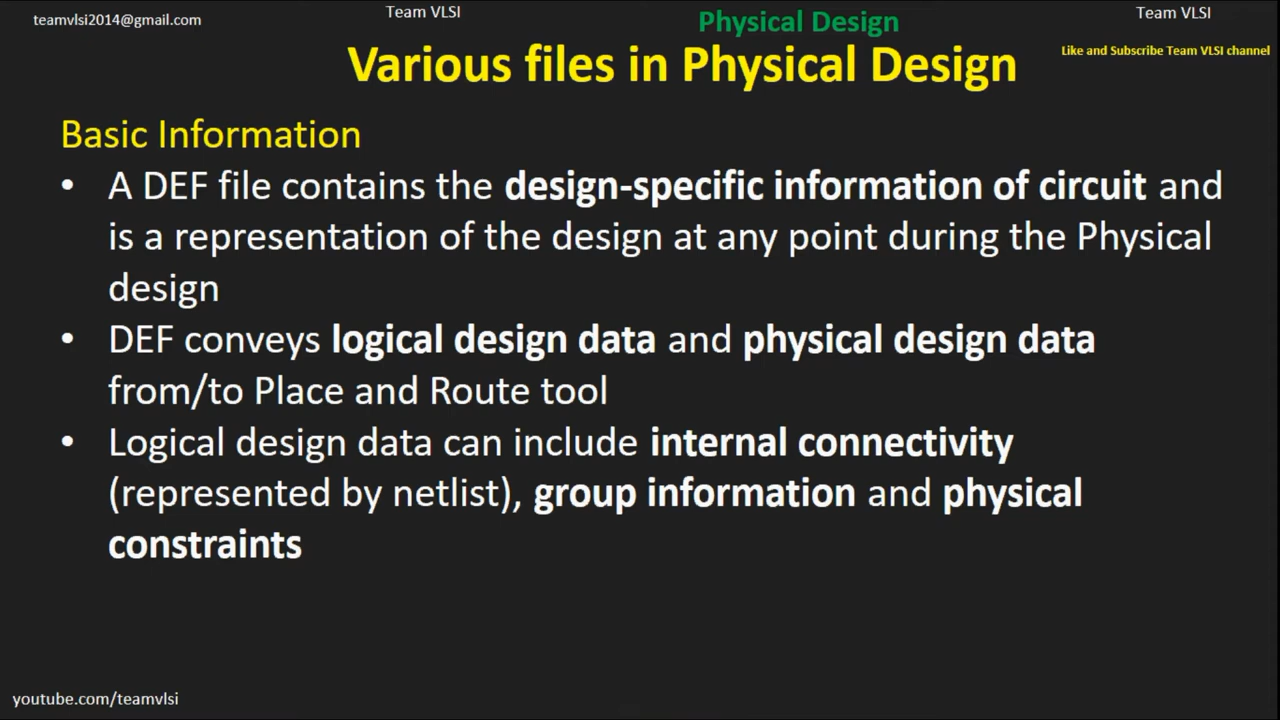 teamvlsi2014@gmail.com
Team VLSI
Physical Design
Team VLSI
Various files in Physical Design
Like and Subscribe Team VLSI channel
Basic Information
• A DEF file contains the design-specific information of circuit and
is a representation of the design at any point during the Physical
design
• DEF conveys logical design data and physical design data
from/to Place and Route tool
• Logical design data can include internal connectivity
(represented by netlist), group information and physical
constraints
youtube.com/teamvlsi